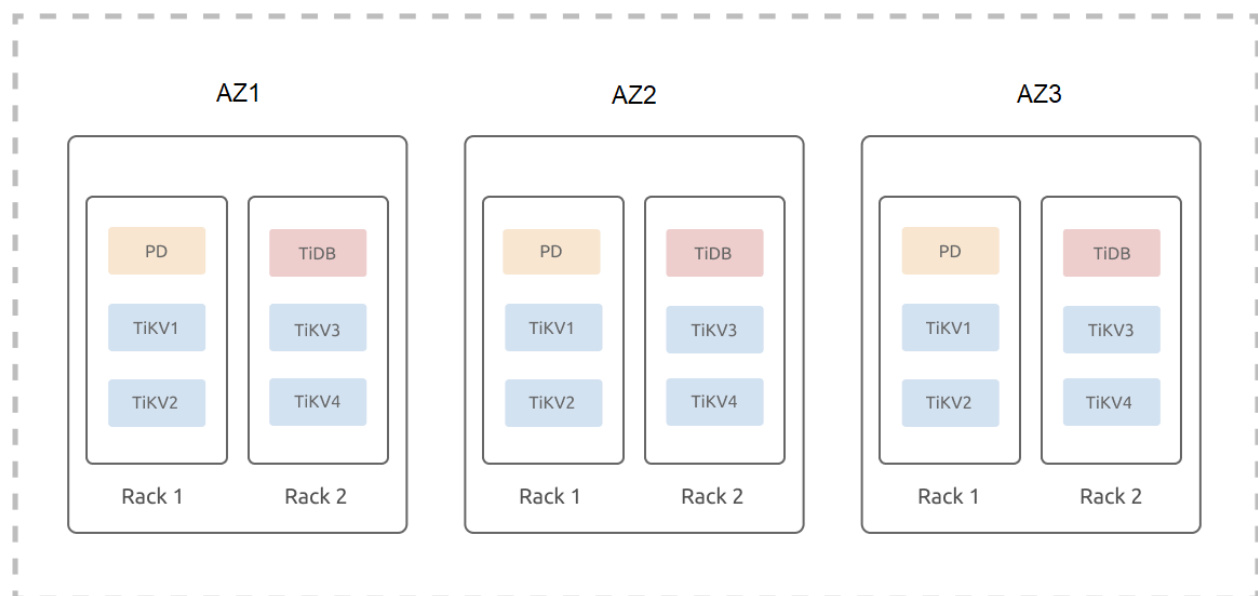 AZ1
AZ2
AZ3
PD
TiDB
PD
TiDB
PD
TiDB
TiKV1
TiKV3
TiKV1
TiKV3
TiKV1
TiKV3
TiKV2
TiKV4
TiKV2
TiKV4
TiKV2
TiKV4
Rack 1
Rack 2
Rack 1
Rack 2
Rack 1
Rack 2